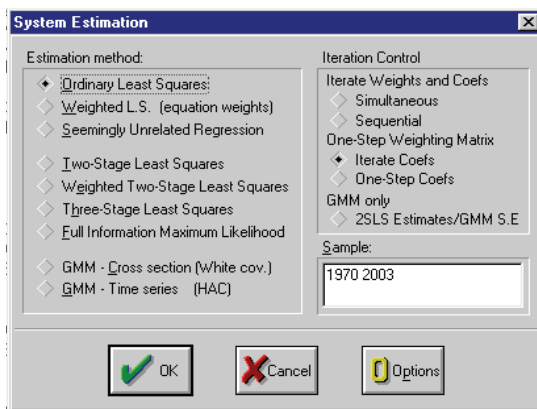 System Estimation
Estimation method:
Ordinary Least Squares
Weighted L.S. (equation weights)
Seemingly Unrelated Regression
Two-Stage Least Squares
Weighted Two-Stage Least Squares
Three-Stage Least Squares
Full Information Maximum Likelihood
GMM - Cross section (White cov.)
GMM - Time series (HAC)
Iteration Control
Iterate Weights and Coefs
Simultaneous
Sequential
One-Step Weighting Matrix
Iterate Coefs
One-Step Coefs
GMM only
2SLS Estimates/GMM S.E
Sample:
1970 2003
OK
Cancel
Options